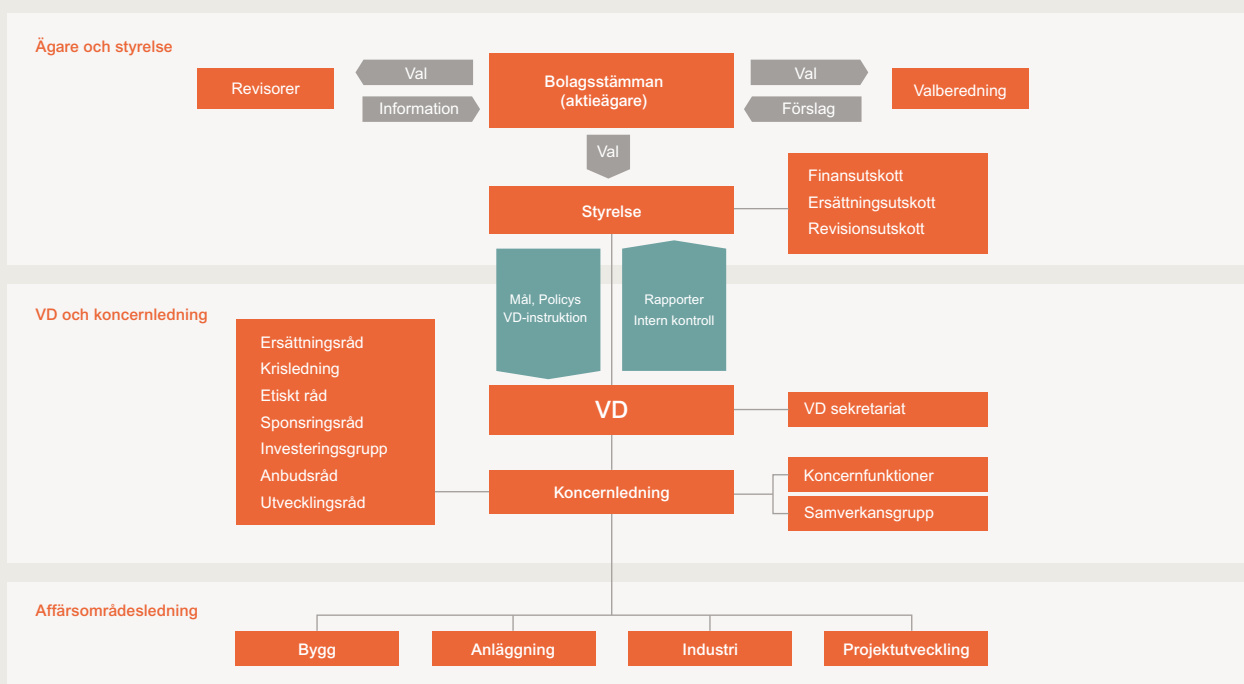 Ägare och styrelse
Revisorer
Val
Information
Bolagsstämman
(aktieägare)
Val
Förslag
Valberedning
Val
Styrelse
Finansutskott
Ersättningsutskott
Revisionsutskott
Mål, Policys
VD-instruktion
Rapporter
Intern kontroll
VD och koncernledning
Ersättningsråd
Krisledning
Etiskt råd
Sponsringsråd
Investeringsgrupp
Anbudsråd
Utvecklingsråd
VD
VD sekretariat
Koncernledning
Koncernfunktioner
Samverkansgrupp
Affärsområdesledning
Bygg
Anläggning
Industri
Projektutveckling